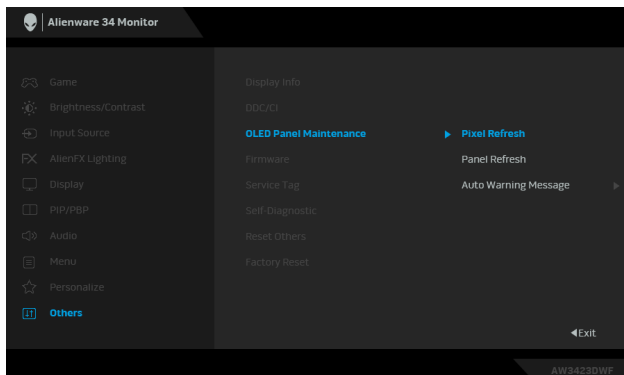 Alienware 34 Monitor
Game
Brightness/Contrast
Input Source
FX AlienFX Lighting
Display
PIP/PBP
Audio
Menu
Personalize
Others
Display Info
DDC/CI
OLED Panel Maintenance
Firmware
Service Tag
Self-Diagnostic
Reset Others
Factory Reset
Pixel Refresh
Panel Refresh
Auto Warning Message
Exit
AW3423DWF